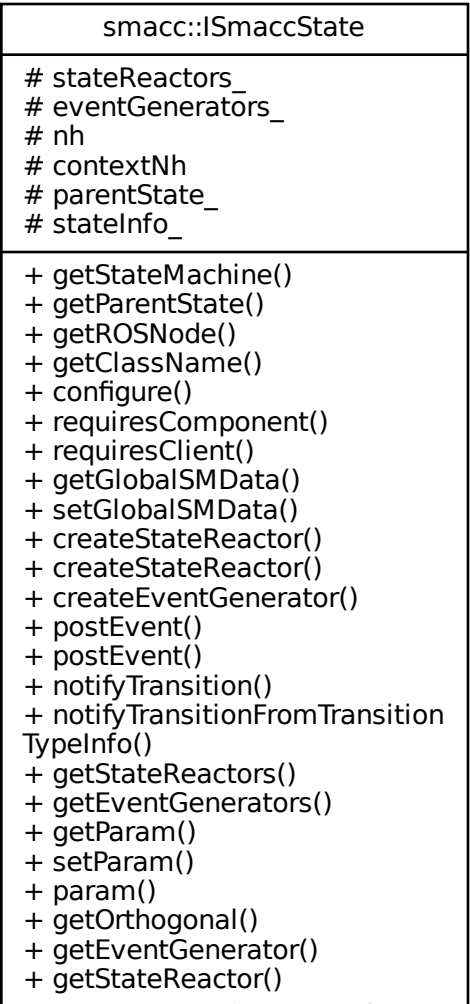 smacc::ISmaccState
# stateReactors_
# eventGenerators_
# nh
# contextNh
# parentState_
# stateInfo_
+ getStateMachine()
+ getParentState()
+ getROSNode()
+ getClassName()
+ configure()
+ requiresComponent()
+ requiresClient()
+ getGlobalSMData()
+ setGlobalSMData()
+ createStateReactor()
+ createStateReactor()
+ createEventGenerator()
+ postEvent()
+ postEvent()
+ notifyTransition()
+ notifyTransitionFromTransition
TypeInfo()
+ getStateReactors()
+ getEventGenerators()
+ getParam()
+ setParam()
+ param()
+ getOrthogonal()
+ getEventGenerator()
+ getStateReactor()